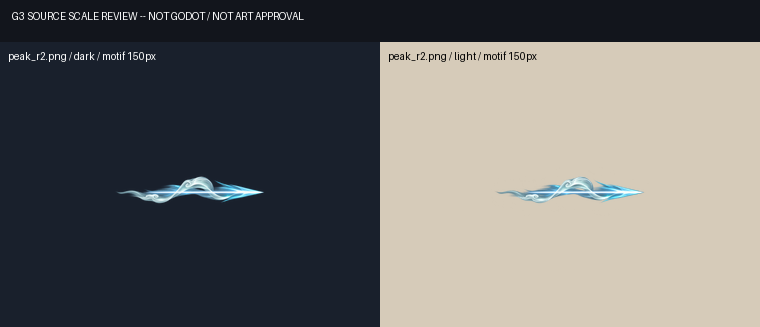 G3 SOURCE SCALE REVIEW -- NOT GODOT / NOT ART APPROVAL
peak_r2.png / dark / motif 150px
peak_r2.png / light / motif 150px